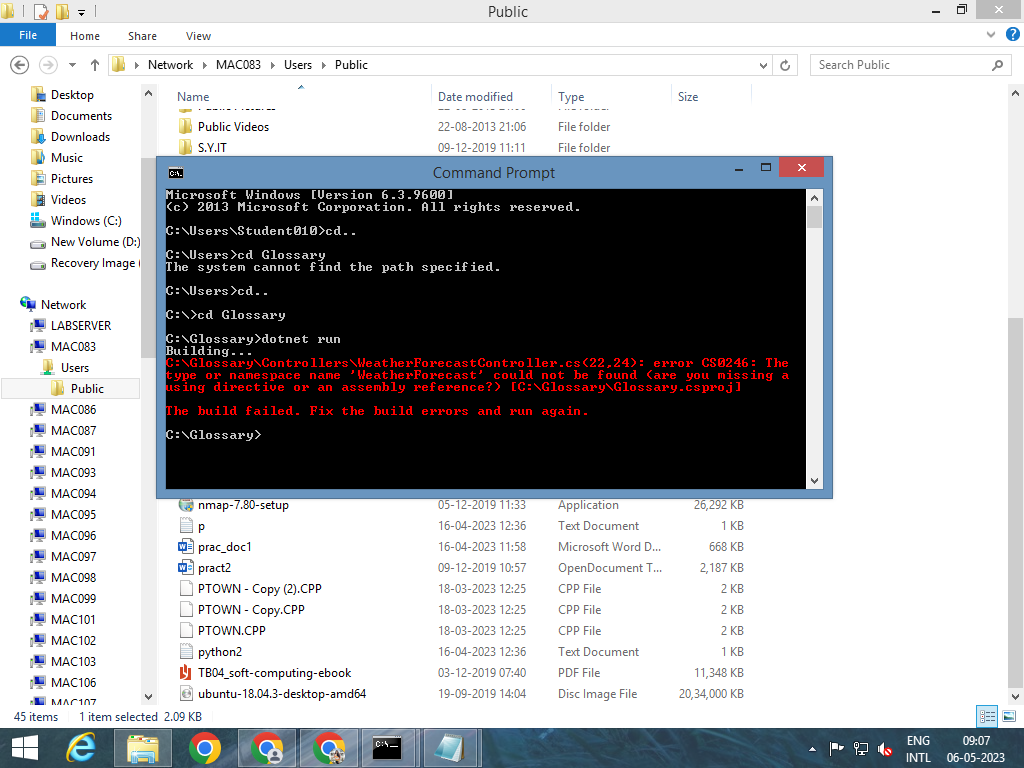 Public
File
Home
Share
View
Network
MAC083
Users
Public
Search Public
Name
Date modified
Type
Size
Desktop
Documents
Downloads
Music
Pictures
Videos
Windows (C:)
New Volume (D:)
Recovery Image (
Network
LABSERVER
MAC083
Users
Public
MAC086
MAC087
MAC091
MAC093
MAC094
MAC095
MAC096
MAC097
MAC098
MAC099
MAC101
MAC102
MAC103
MAC106
MAC107
Public Videos 22-08-2013 21:06 File folder
S.Y.IT 09-12-2019 11:11 File folder
Command Prompt
Microsoft Windows [Version 6.3.9600]
(c) 2013 Microsoft Corporation. All rights reserved.
C:\Users\Student010>cd..
C:\Users>cd Glossary
The system cannot find the path specified.
C:\Users>cd..
C:\>cd Glossary
C:\Glossary>dotnet run
Building...
C:\Glossary\Controllers\WeatherForecastController.cs(22,24): error CS0246: The
type or namespace name 'WeatherForecast' could not be found (are you missing a
using directive or an assembly reference?) [C:\Glossary\Glossary.csproj]
The build failed. Fix the build errors and run again.
C:\Glossary>
nmap-7.80-setup 05-12-2019 11:33 Application 26,292 KB
p 16-04-2023 12:36 Text Document 1 KB
prac_doc1 16-04-2023 11:58 Microsoft Word D... 668 KB
pract2 09-12-2019 10:57 OpenDocument T... 2,187 KB
PTOWN - Copy (2).CPP 18-03-2023 12:25 CPP File 2 KB
PTOWN - Copy.CPP 18-03-2023 12:25 CPP File 2 KB
PTOWN.CPP 18-03-2023 12:25 CPP File 2 KB
python2 16-04-2023 12:36 Text Document 1 KB
TB04_soft-computing-ebook 03-12-2019 07:40 PDF File 11,348 KB
ubuntu-18.04.3-desktop-amd64 19-09-2019 14:04 Disc Image File 20,34,000 KB
45 items 1 item selected 2.09 KB
ENG
INTL
09:07
06-05-2023